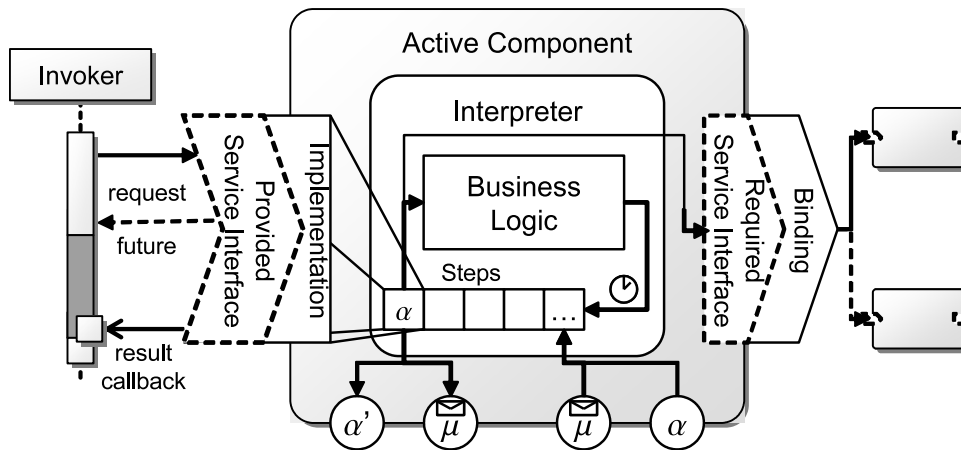 Active Component
Invoker
Interpreter
request
future
result
callback
Provided
Service Interface
Implementation
Business
Logic
Steps
α
...
Required
Service Interface
Binding
α'
μ
μ
α